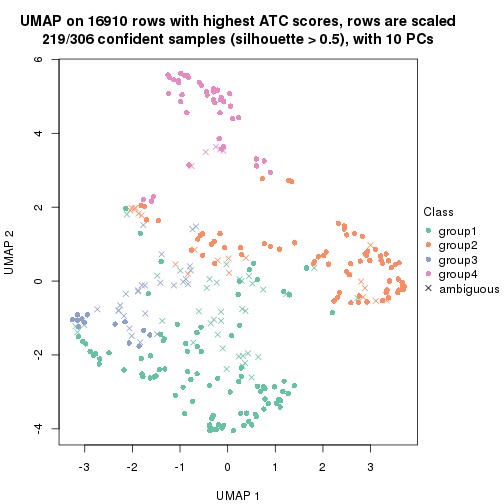 UMAP on 16910 rows with highest ATC scores, rows are scaled
219/306 confident samples (silhouette > 0.5), with 10 PCs
6
4
2
0
-2
-4
UMAP 2
-3
-2
-1
0
1
2
3
UMAP 1
Class
group1
group2
group3
group4
ambiguous